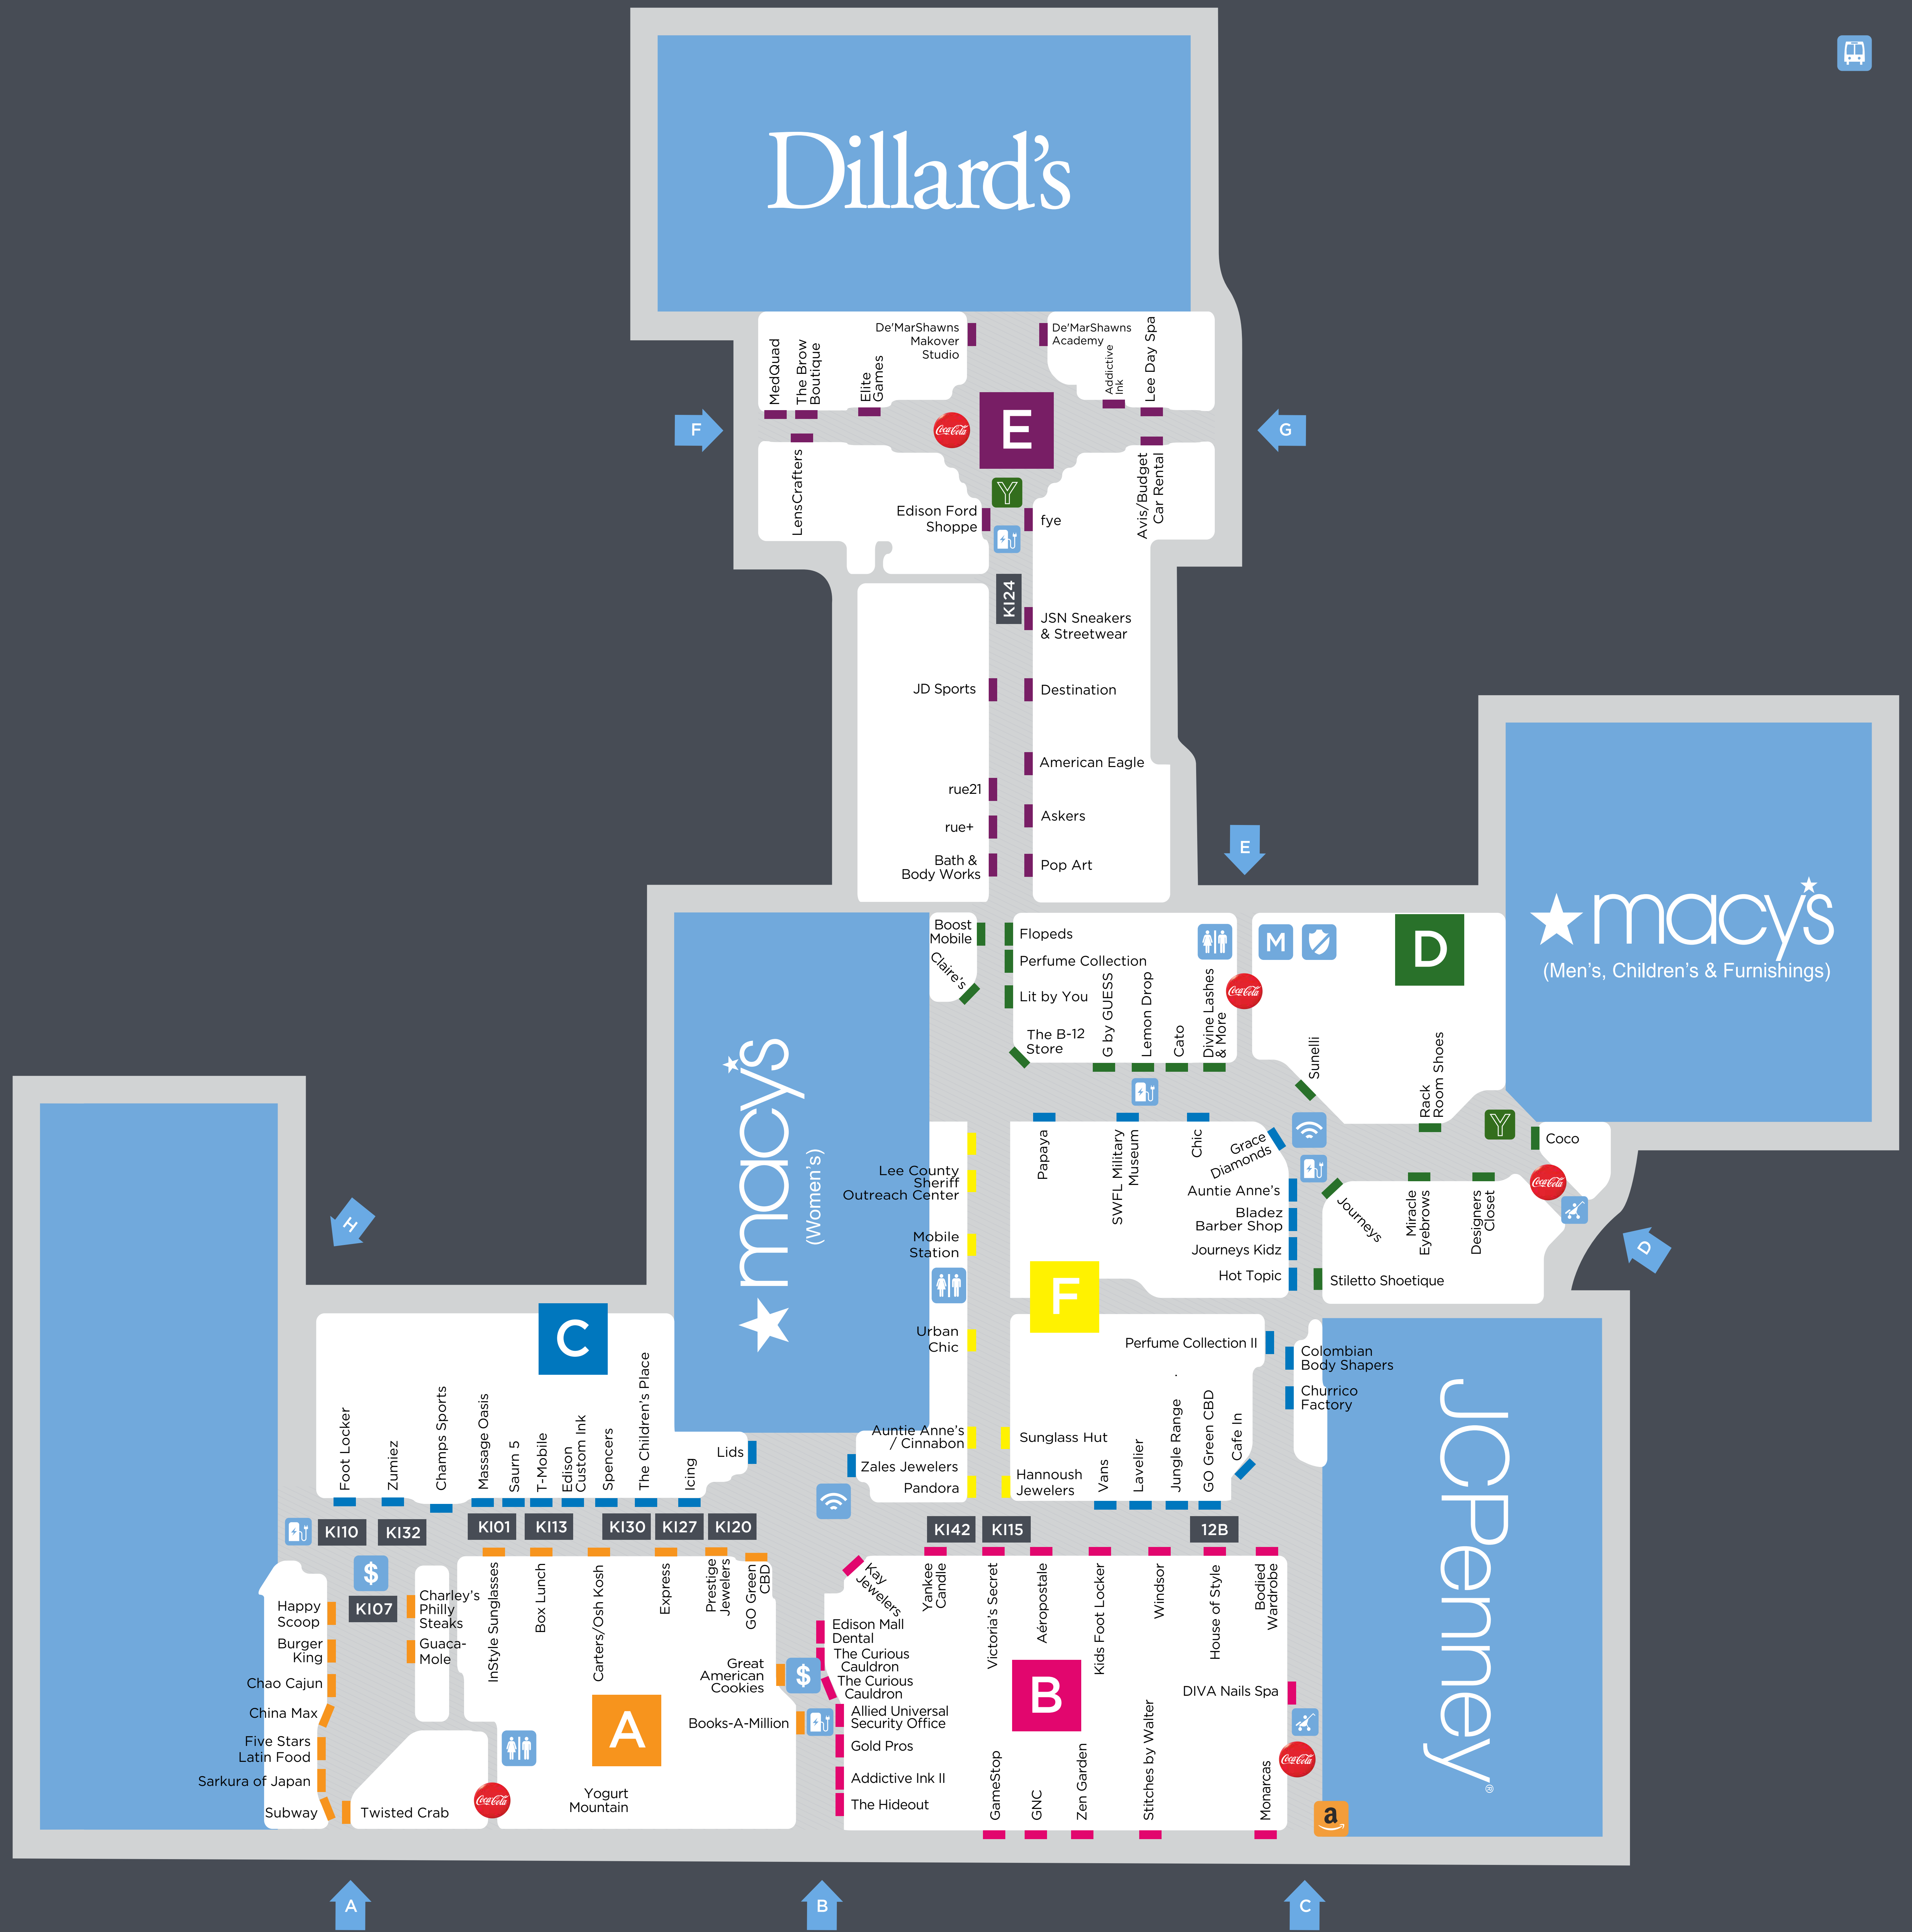 Dillard's
De'MarShawns
Makover
Studio
De'MarShawns
Academy
MedQuad
The Brow
Boutique
Elite
Games
Addictive
Ink
Lee Day Spa
F
Coca-Cola
E
G
LensCrafters
Edison Ford
Shoppe
Y
fye
Avis/Budget
Car Rental
KI24
JSN Sneakers
& Streetwear
JD Sports
Destination
American Eagle
rue21
Askers
rue+
Bath &
Body Works
Pop Art
E
macy's
(Men's, Children's & Furnishings)
Boost
Mobile
Claire's
Flopeds
Perfume Collection
Lit by You
The B-12
Store
G by GUESS
Lemon Drop
Cato
Divine Lashes
& More
M
D
Coca-Cola
Sunelli
Rack
Room Shoes
Y
Coco
Coca-Cola
macy's
(Women's)
Lee County
Sheriff
Outreach Center
Mobile
Station
Urban
Chic
Papaya
SWFL Military
Museum
Chic
Grace
Diamonds
Auntie Anne's
Bladez
Barber Shop
Journeys Kidz
Hot Topic
Journeys
Miracle
Eyebrows
Designers
Closet
Stiletto Shoetique
D
H
F
C
Perfume Collection II
Colombian
Body Shapers
Churrico
Factory
JCPenney®
Foot Locker
Zumiez
Champs Sports
Massage Oasis
Saurn 5
T-Mobile
Edison
Custom Ink
Spencers
The Children's Place
Icing
Lids
Auntie Anne's
/ Cinnabon
Zales Jewelers
Pandora
Sunglass Hut
Hannoush
Jewelers
Vans
Lavelier
Jungle Range
GO Green CBD
Cafe In
KI10
KI32
KI01
KI13
KI30
KI27
KI20
KI42
KI15
12B
$
KI07
Happy
Scoop
Burger
King
Chao Cajun
China Max
Five Stars
Latin Food
Sarkura of Japan
Subway
Charley's
Philly
Steaks
Guaca-
Mole
Twisted Crab
InStyle Sunglasses
Box Lunch
Carters/Osh Kosh
Express
Prestige
Jewelers
GO Green
CBD
Great
American
Cookies
$
Books-A-Million
A
Coca-Cola
Yogurt
Mountain
Kay
Jewelers
Yankee
Candle
Victoria's Secret
Aéropostale
Kids Foot Locker
Windsor
House of Style
Bodied
Wardrobe
Edison Mall
Dental
The Curious
Cauldron
The Curious
Cauldron
Allied Universal
Security Office
Gold Pros
Addictive Ink II
The Hideout
B
DIVA Nails Spa
GameStop
GNC
Zen Garden
Stitches by Walter
Monarcas
Coca-Cola
a
A
B
C